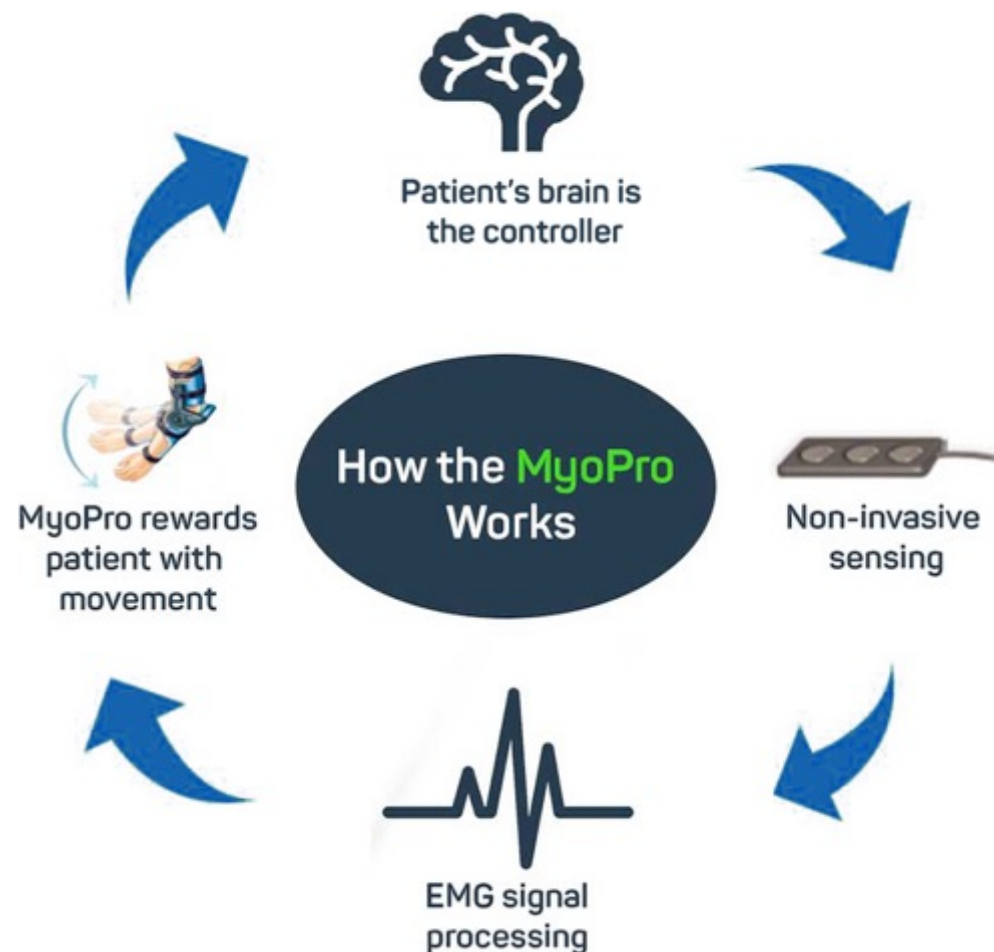 Patient's brain is
the controller
How the MyoPro
Works
Non-invasive
sensing
EMG signal
processing
MyoPro rewards
patient with
movement